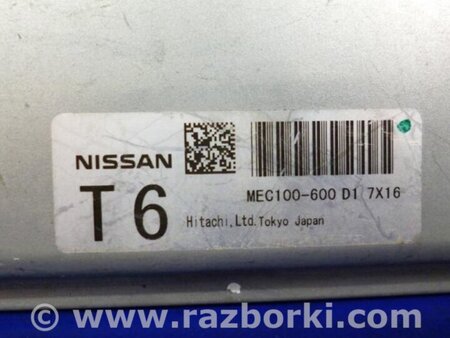 NISSAN
T6
MEC100-600 D1 7X16
Hitachi,Ltd.Tokyo Japan
© www.razborki.com